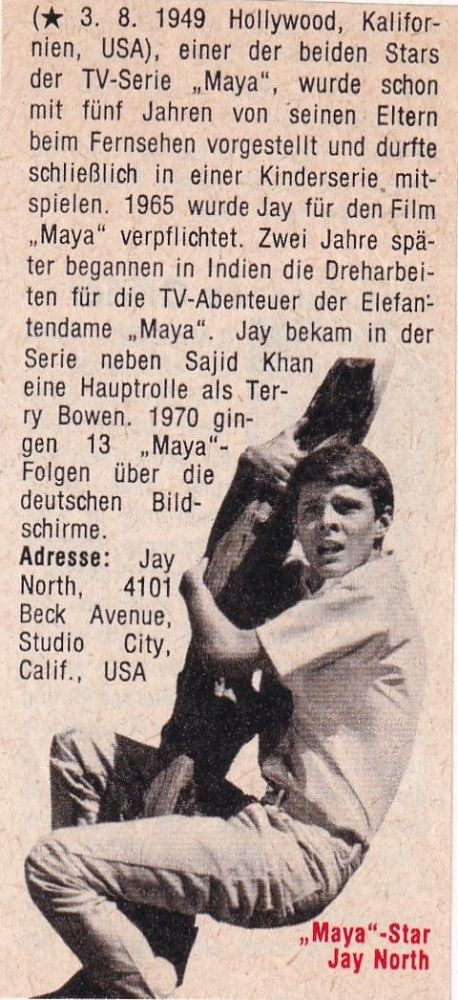 (★ 3. 8. 1949 Hollywood, Kalifor-
nien, USA), einer der beiden Stars
der TV-Serie „Maya“, wurde schon
mit fünf Jahren von seinen Eltern
beim Fernsehen vorgestellt und durfte
schließlich in einer Kinderserie mit-
spielen. 1965 wurde Jay für den Film
„Maya“ verpflichtet. Zwei Jahre spä-
ter begannen in Indien die Dreharbei-
ten für die TV-Abenteuer der Elefan-
tendame „Maya“. Jay bekam in der
Serie neben Sajid Khan
eine Hauptrolle als Ter-
ry Bowen. 1970 gin-
gen 13 „Maya“-
Folgen über die
deutschen Bild-
schirme.
Adresse: Jay
North, 4101
Beck Avenue,
Studio City,
Calif., USA
„Maya“-Star
Jay North